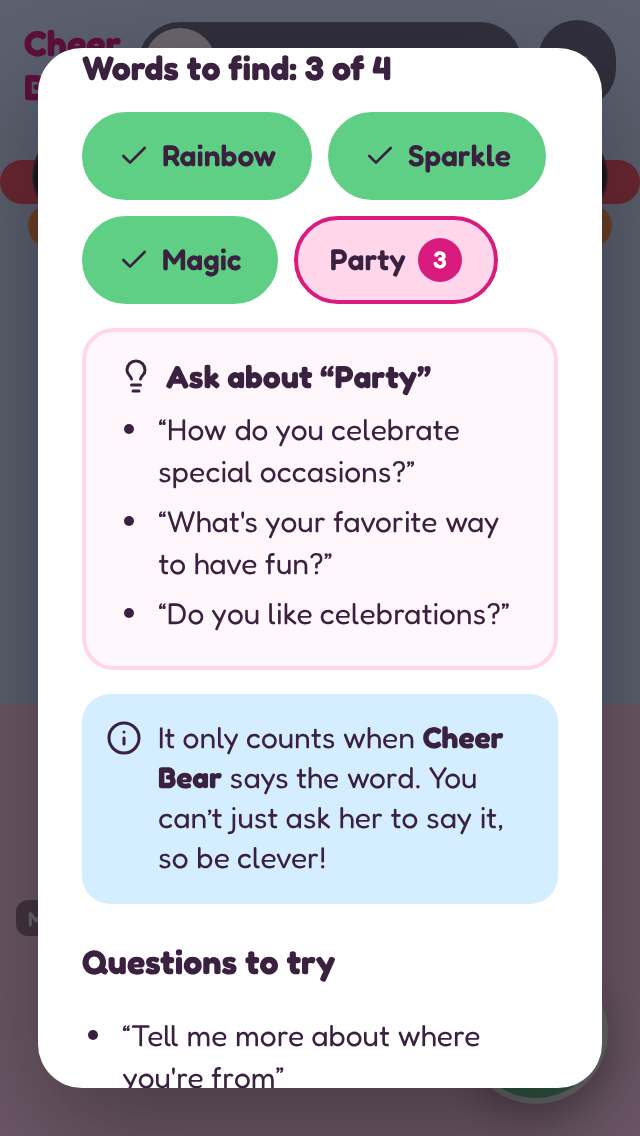 Cheer
Words to find: 3 of 4
Rainbow
Sparkle
Magic
Party 3
Ask about “Party”
• “How do you celebrate
special occasions?”
• “What's your favorite way
to have fun?”
• “Do you like celebrations?”
It only counts when Cheer
Bear says the word. You
can’t just ask her to say it,
so be clever!
Questions to try
• “Tell me more about where
you're from”